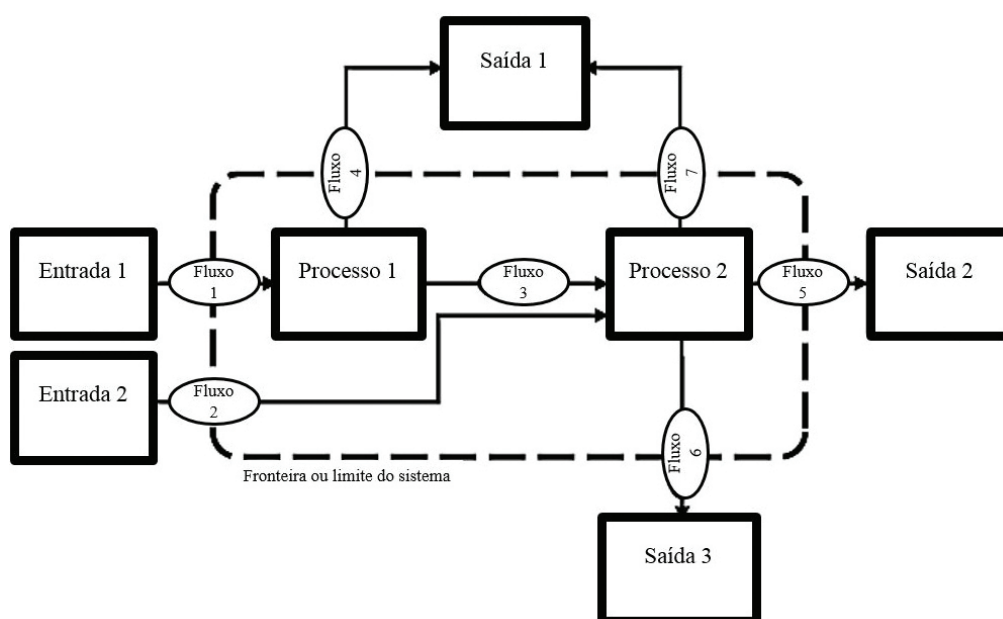 Saída 1
Fluxo
4
Fluxo
7
Entrada 1
Fluxo
1
Processo 1
Fluxo
3
Processo 2
Fluxo
5
Saída 2
Entrada 2
Fluxo
2
Fluxo
6
Fronteira ou limite do sistema
Saída 3